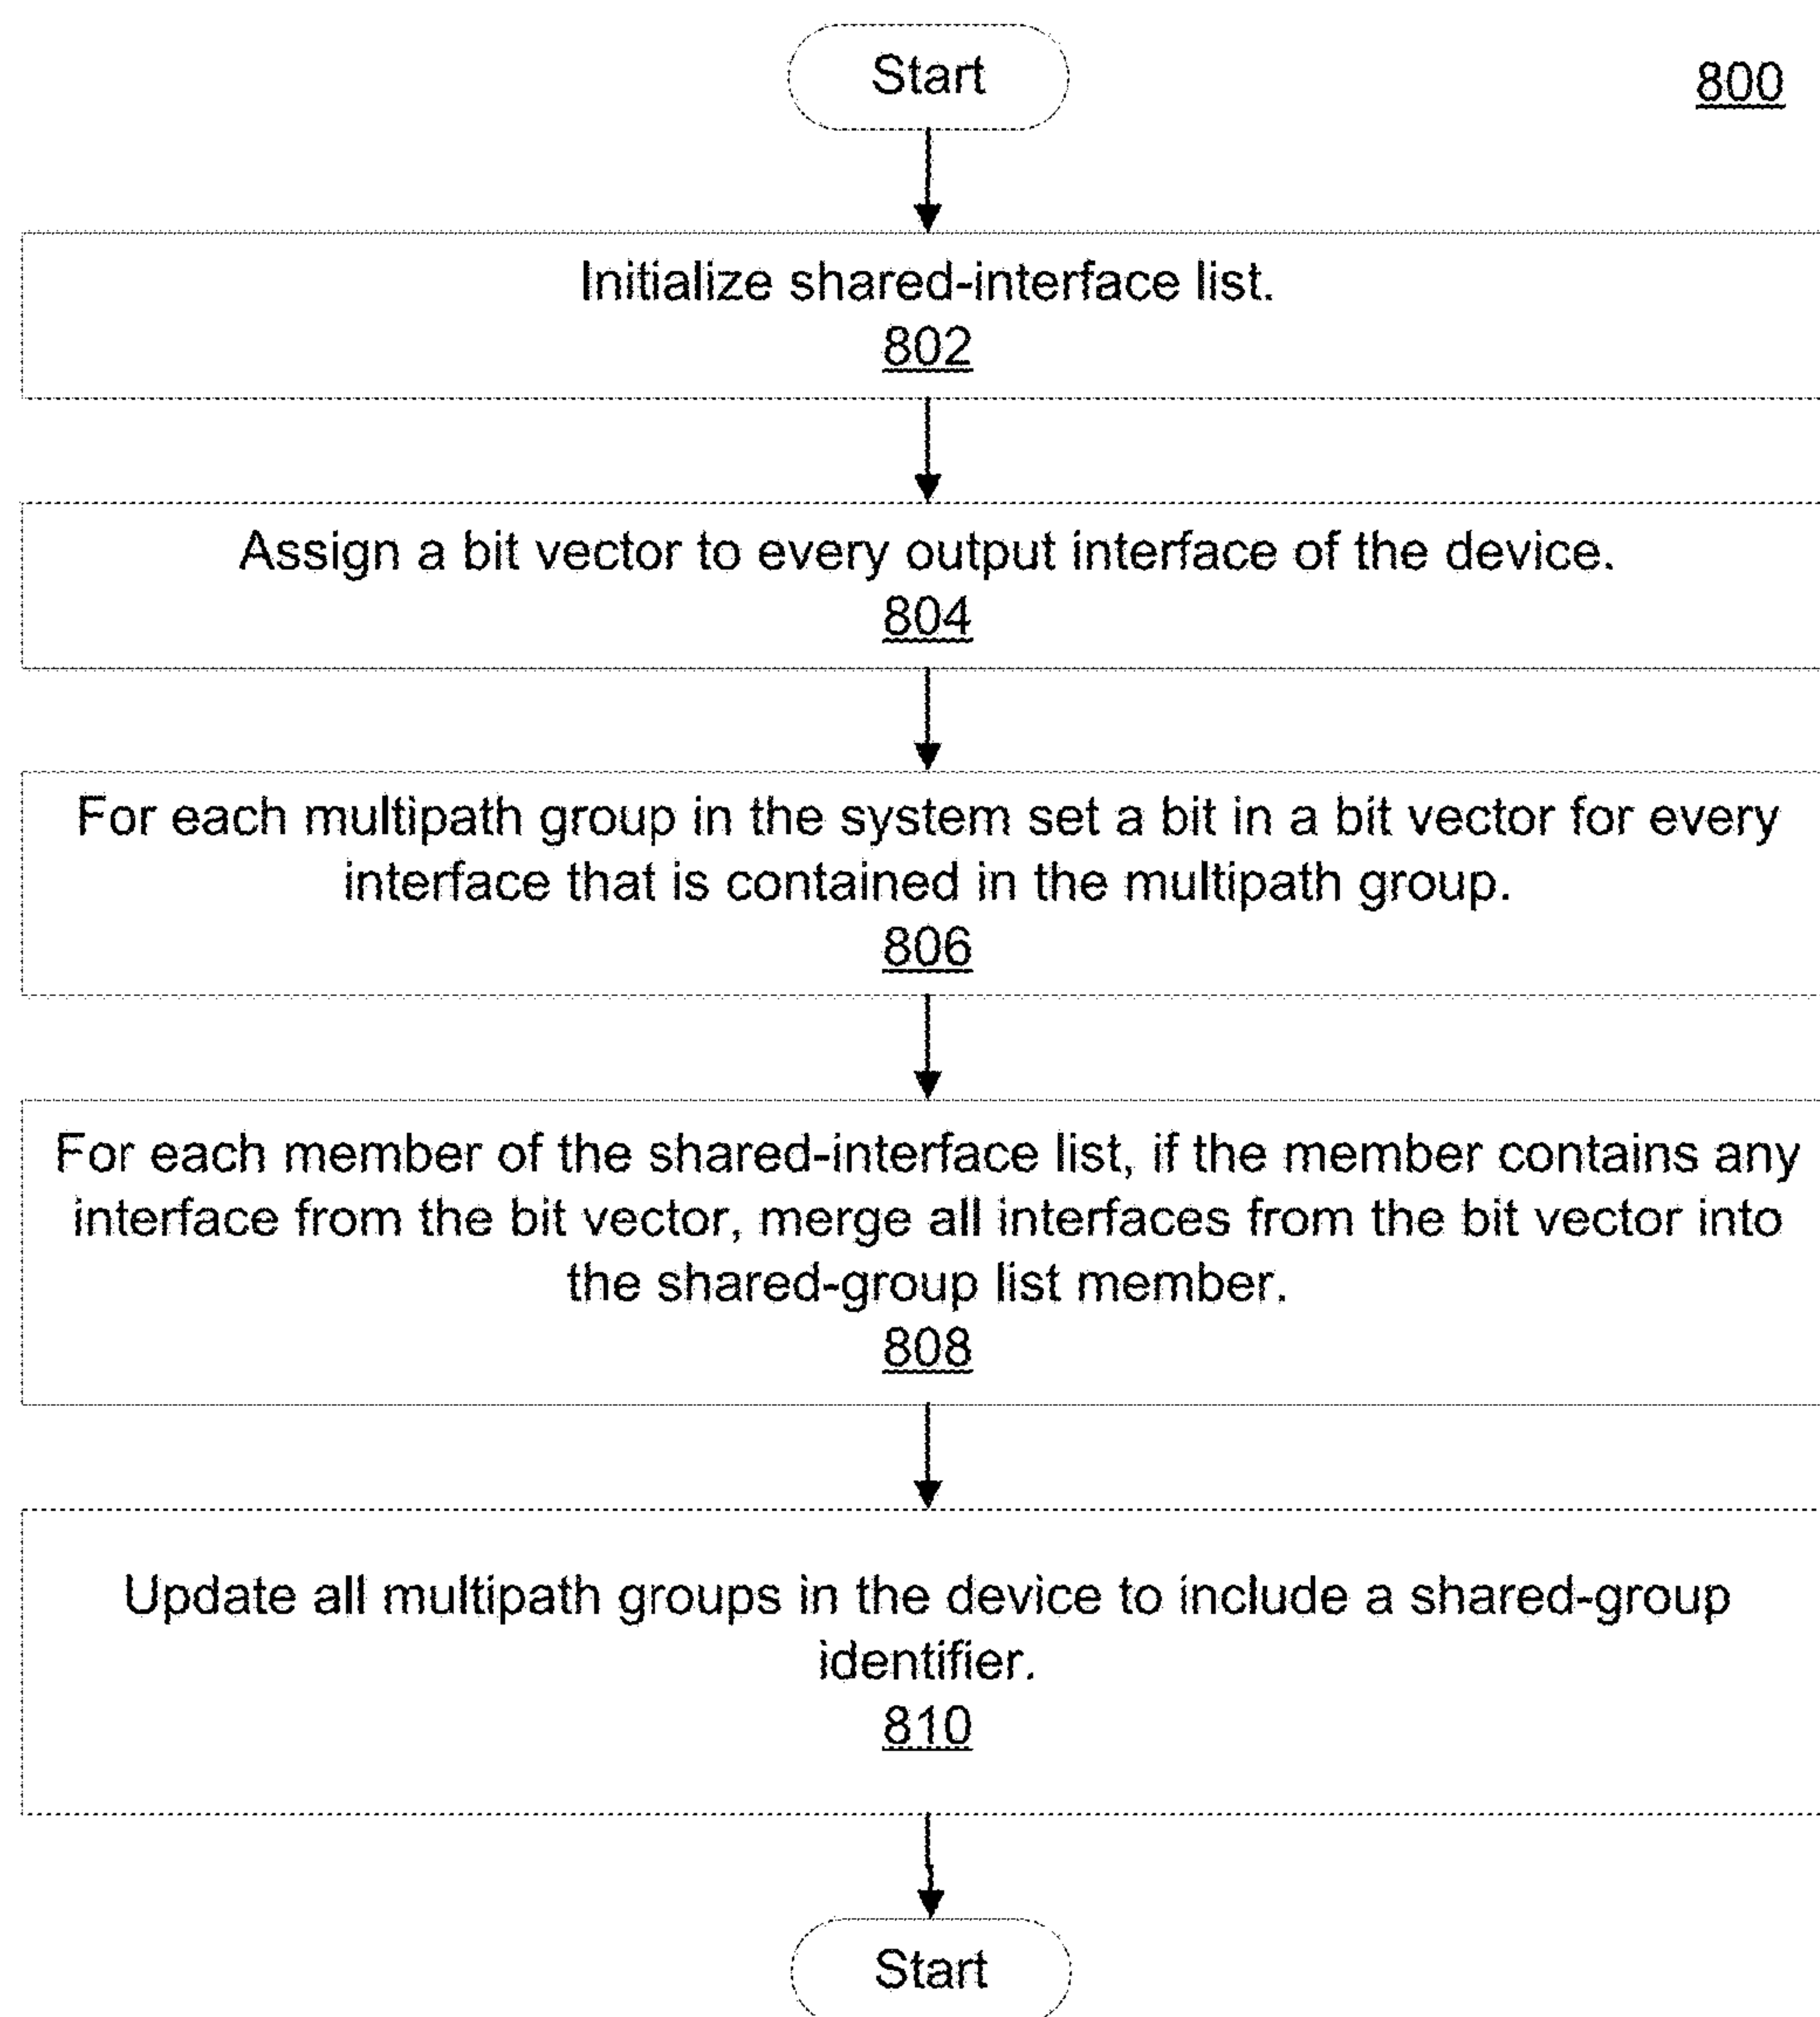 Start
800
Initialize shared-interface list.
802
Assign a bit vector to every output interface of the device.
804
For each multipath group in the system set a bit in a bit vector for every
interface that is contained in the multipath group.
806
For each member of the shared-interface list, if the member contains any
interface from the bit vector, merge all interfaces from the bit vector into
the shared-group list member.
808
Update all multipath groups in the device to include a shared-group
identifier.
810
Start